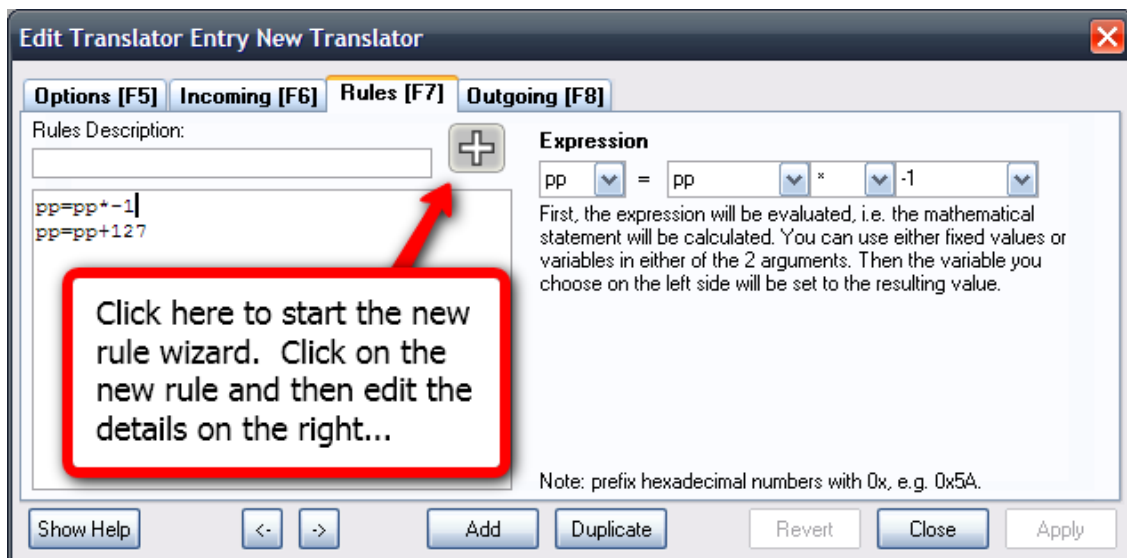 Edit Translator Entry New Translator
Options [F5] Incoming [F6] Rules [F7] Outgoing [F8]
Rules Description:
pp=pp*-1
pp=pp+127
Click here to start the new
rule wizard.  Click on the
new rule and then edit the
details on the right...
Expression
pp = pp * -1
First, the expression will be evaluated, i.e. the mathematical
statement will be calculated. You can use either fixed values or
variables in either of the 2 arguments. Then the variable you
choose on the left side will be set to the resulting value.
Note: prefix hexadecimal numbers with 0x, e.g. 0x5A.
Show Help <- -> Add Duplicate Revert Close Apply